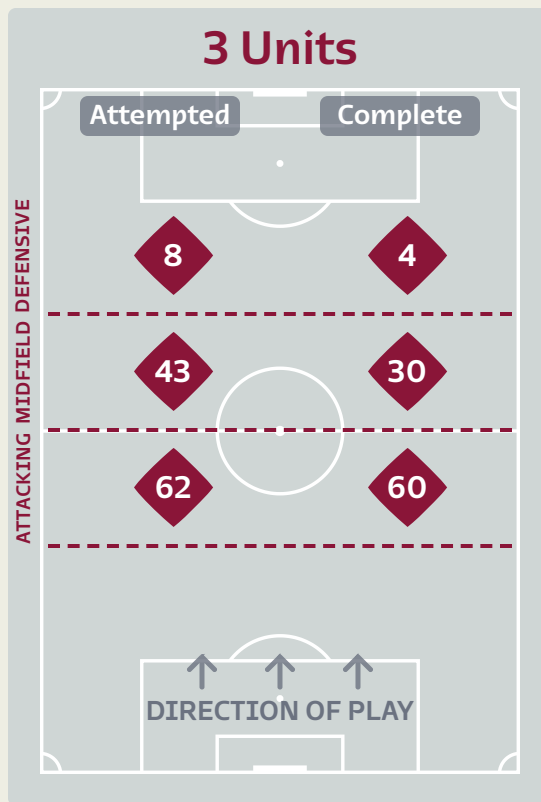 3 Units
Attempted Complete
8 4
43 30
62 60
ATTACKING MIDFIELD DEFENSIVE
DIRECTION OF PLAY